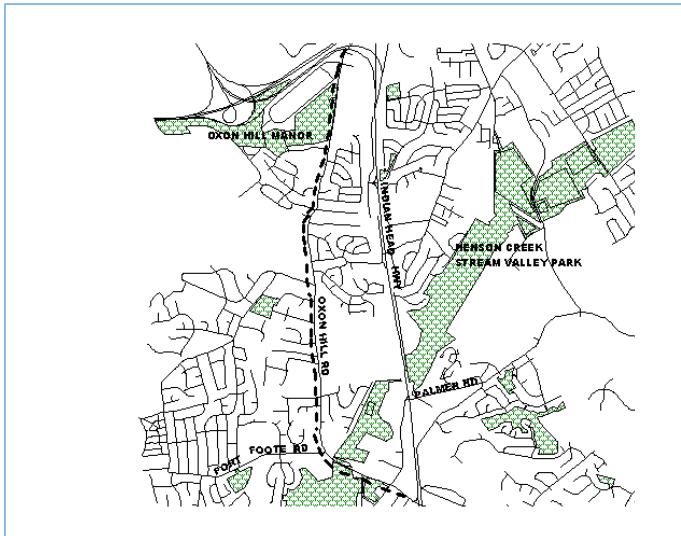 OXON HILL MANOR
INDIAN HEAD HWY
HENSON CREEK
STREAM VALLEY PARK
OXON HILL RD
PALMER RD
FORT FOOTE RD